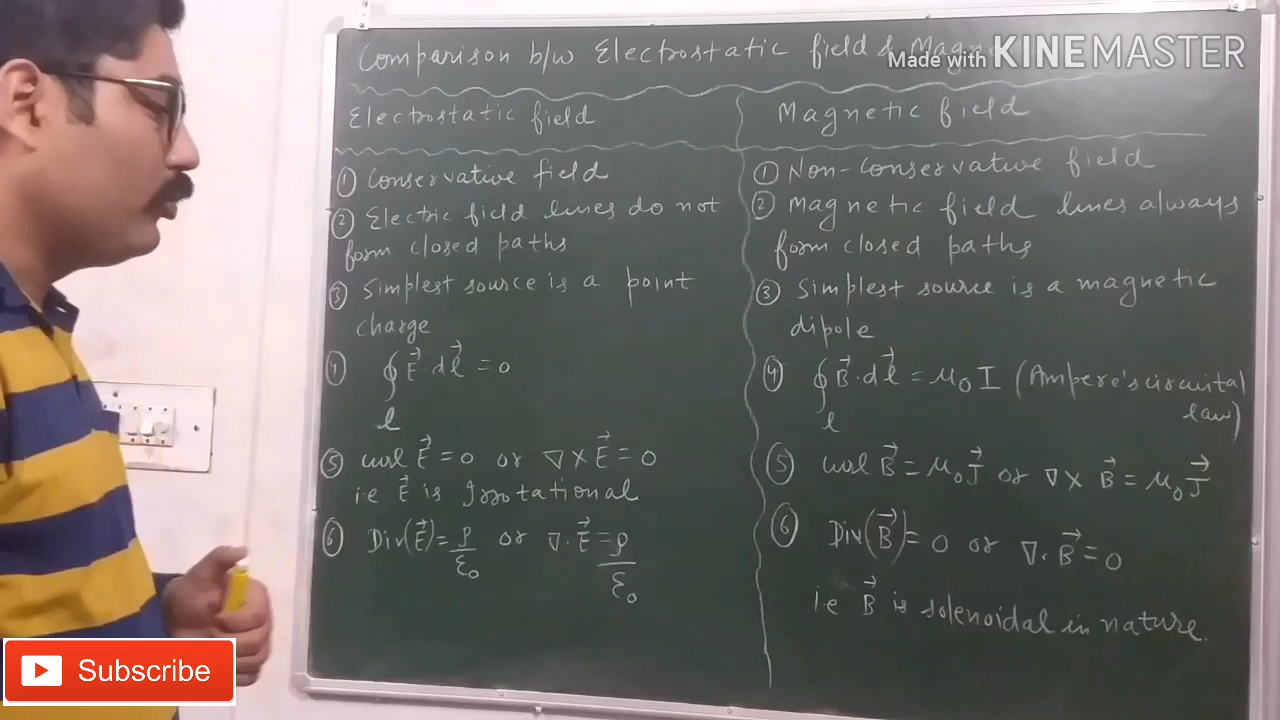 Comparison b/w Electrostatic field & Magne
Made with KINEMASTER
Electrostatic field
① Conservative field
② Electric field lines do not
form closed paths
③ Simplest source is a point
charge
④ ∮ E⃗.dl⃗ = 0
l
⑤ curl E⃗ = 0 or ∇ × E⃗ = 0
i.e E⃗ is Irrotational
⑥ Div(E⃗) = ρ/ε₀ or ∇. E⃗ = ρ/ε₀
Magnetic field
① Non-Conservative field
② Magnetic field lines always
form closed paths
③ Simplest source is a magnetic
dipole
④ ∮ B⃗.dl⃗ = μ₀ I (Ampere's circuital
l law)
⑤ curl B⃗ = μ₀ J⃗ or ∇ × B⃗ = μ₀ J⃗
⑥ Div(B⃗) = 0 or ∇. B⃗ = 0
i.e B⃗ is solenoidal in nature.
Subscribe